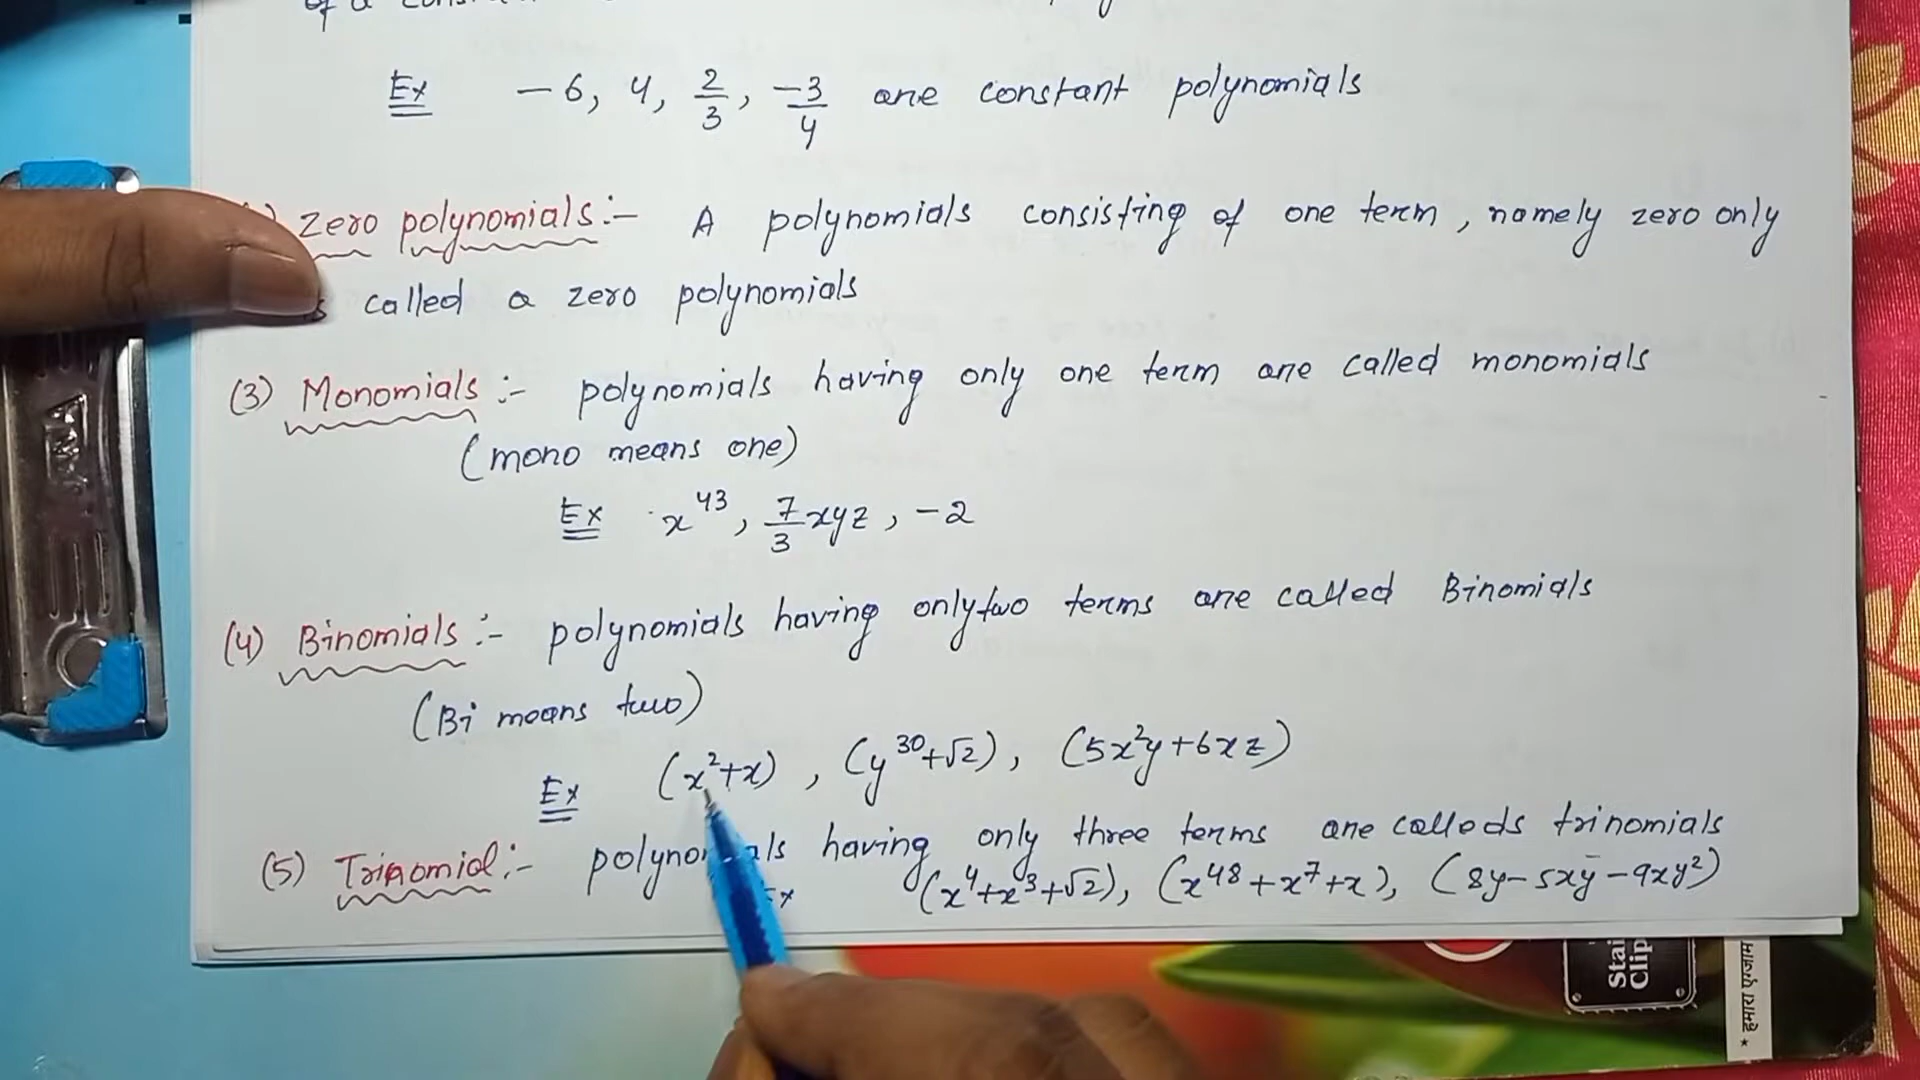 of a
Ex -6, 4, 2/3, -3/4 are constant polynomials
zero polynomials:- A polynomials consisting of one term, namely zero only
called a zero polynomials
(3) Monomials :- polynomials having only one term are called monomials
(mono means one)
Ex x^43, 7/3 xyz, -2
(4) Binomials :- polynomials having only two terms are called Binomials
(Bi means two)
Ex (x²+x), (y^30+√2), (5x²y+6xz)
(5) Trinomial:- having only three terms are calleds trinomials
Ex (x⁴+x³+√2), (x^48+x^7+x), (8y-5xy-9xy²)